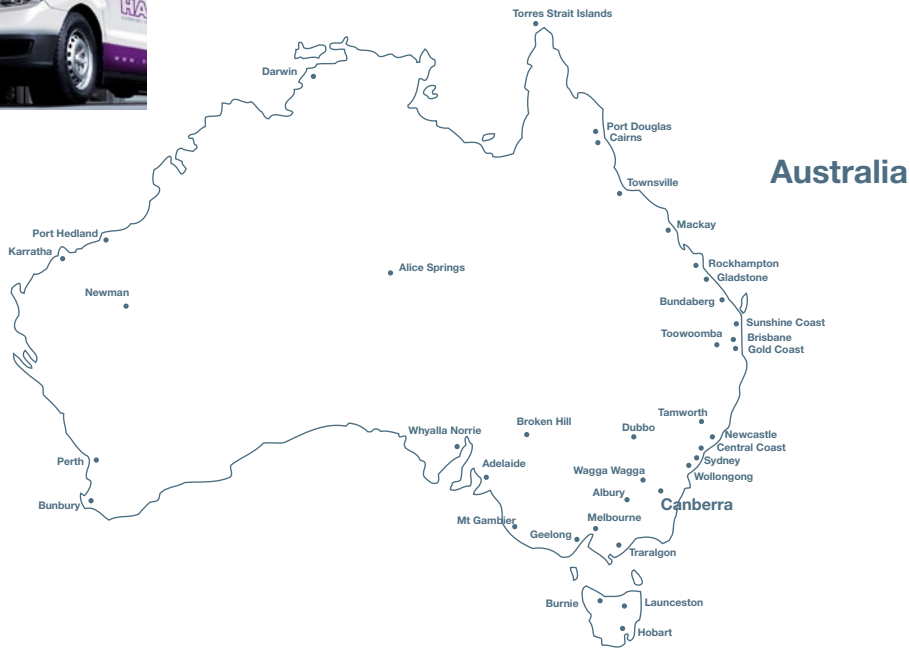 HA
Torres Strait Islands
Darwin
Port Douglas
Cairns
Australia
Townsville
Mackay
Port Hedland
Karratha
Rockhampton
Alice Springs
Gladstone
Newman
Bundaberg
Sunshine Coast
Toowoomba
Brisbane
Gold Coast
Tamworth
Broken Hill
Dubbo
Whyalla Norrie
Newcastle
Central Coast
Perth
Adelaide
Sydney
Wagga Wagga
Wollongong
Albury
Bunbury
Canberra
Mt Gambier
Melbourne
Geelong
Traralgon
Burnie
Launceston
Hobart